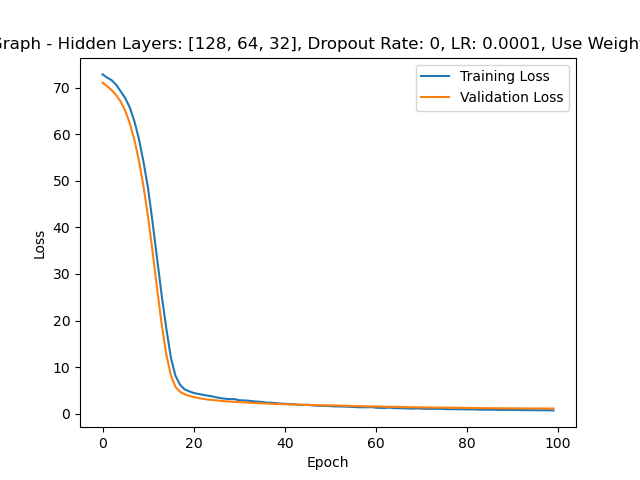 Graph - Hidden Layers: [128, 64, 32], Dropout Rate: 0, LR: 0.0001, Use Weight
Training Loss
Validation Loss
70
60
50
40
30
20
10
0
Loss
0 20 40 60 80 100
Epoch